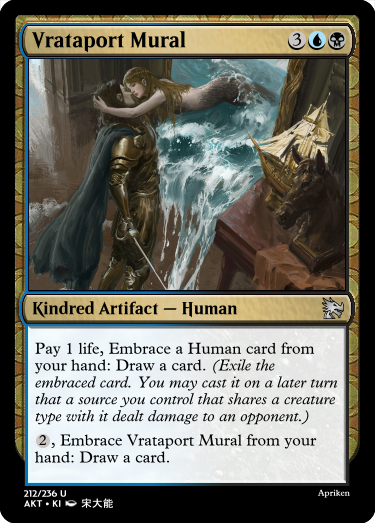 Vrataport Mural 3
Kindred Artifact — Human
Pay 1 life, Embrace a Human card from
your hand: Draw a card. (Exile the
embraced card. You may cast it on a later turn
that a source you control that shares a creature
type with it dealt damage to an opponent.)
2, Embrace Vrataport Mural from your
hand: Draw a card.
212/236 U
AKT • KI 宋大能
Apriken